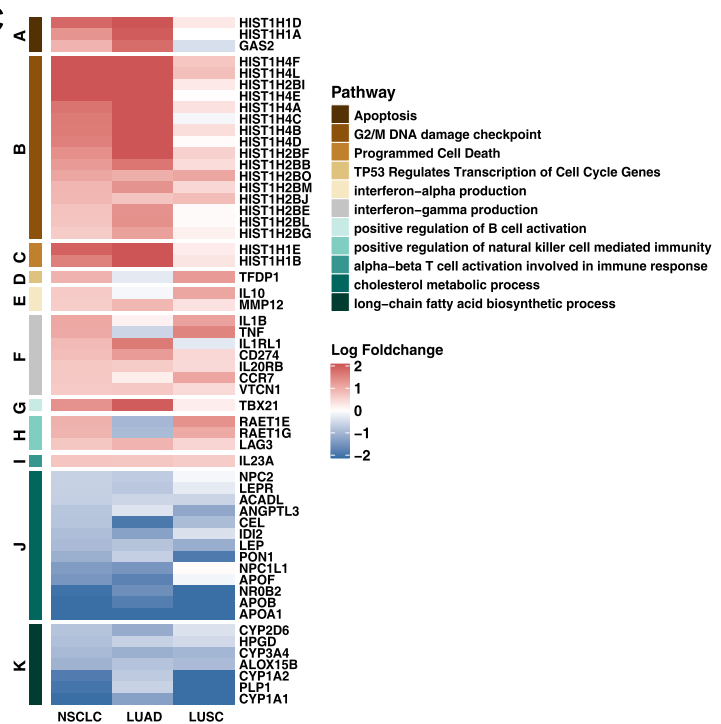 C
A
HIST1H1D
HIST1H1A
GAS2
B
HIST1H4F
HIST1H4L
HIST1H2BI
HIST1H4E
HIST1H4A
HIST1H4C
HIST1H4B
HIST1H4D
HIST1H2BF
HIST1H2BB
HIST1H2BO
HIST1H2BM
HIST1H2BJ
HIST1H2BE
HIST1H2BL
HIST1H2BG
C
HIST1H1E
HIST1H1B
D
TFDP1
E
IL10
MMP12
F
IL1B
TNF
IL1RL1
CD274
IL20RB
CCR7
VTCN1
G
TBX21
H
RAET1E
RAET1G
LAG3
I
IL23A
J
NPC2
LEPR
ACADL
ANGPTL3
CEL
IDI2
LEP
PON1
NPC1L1
APOF
NR0B2
APOB
APOA1
K
CYP2D6
HPGD
CYP3A4
ALOX15B
CYP1A2
PLP1
CYP1A1
NSCLC LUAD LUSC
Pathway
Apoptosis
G2/M DNA damage checkpoint
Programmed Cell Death
TP53 Regulates Transcription of Cell Cycle Genes
interferon-alpha production
interferon-gamma production
positive regulation of B cell activation
positive regulation of natural killer cell mediated immunity
alpha-beta T cell activation involved in immune response
cholesterol metabolic process
long-chain fatty acid biosynthetic process
Log Foldchange
2
1
0
−1
−2